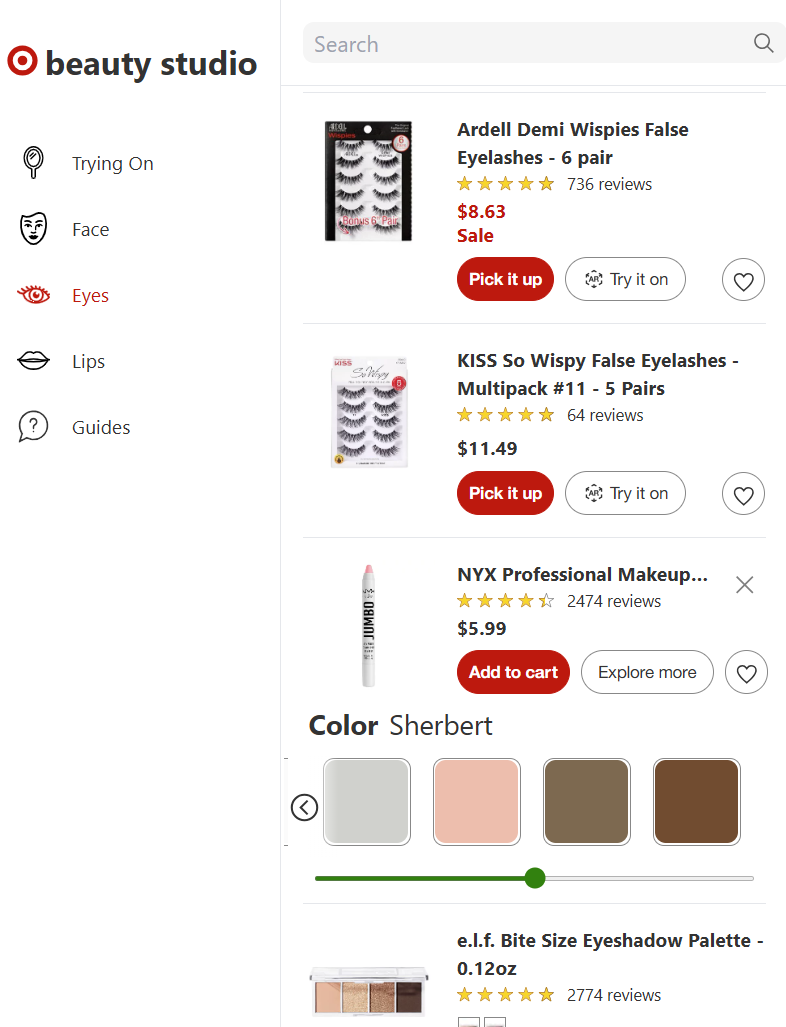 beauty studio
Search
Trying On
Face
Eyes
Lips
Guides
Ardell Demi Wispies False
Eyelashes - 6 pair
736 reviews
$8.63
Sale
Pick it up
AR
Try it on
Wispies
6
Bonus 6 Pair
KISS So Wispy False Eyelashes -
Multipack #11 - 5 Pairs
64 reviews
$11.49
Pick it up
AR
Try it on
KISS
So Wispy
NYX Professional Makeup...
2474 reviews
$5.99
Add to cart
Explore more
JUMBO
Color Sherbert
e.l.f. Bite Size Eyeshadow Palette -
0.12oz
2774 reviews